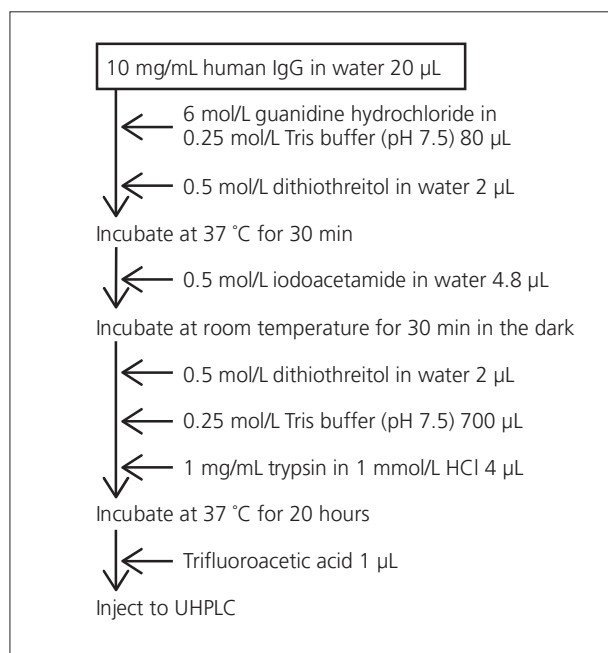 10 mg/mL human IgG in water 20 µL
6 mol/L guanidine hydrochloride in
0.25 mol/L Tris buffer (pH 7.5) 80 µL
0.5 mol/L dithiothreitol in water 2 µL
Incubate at 37 ˚C for 30 min
0.5 mol/L iodoacetamide in water 4.8 µL
Incubate at room temperature for 30 min in the dark
0.5 mol/L dithiothreitol in water 2 µL
0.25 mol/L Tris buffer (pH 7.5) 700 µL
1 mg/mL trypsin in 1 mmol/L HCl 4 µL
Incubate at 37 ˚C for 20 hours
Trifluoroacetic acid 1 µL
Inject to UHPLC